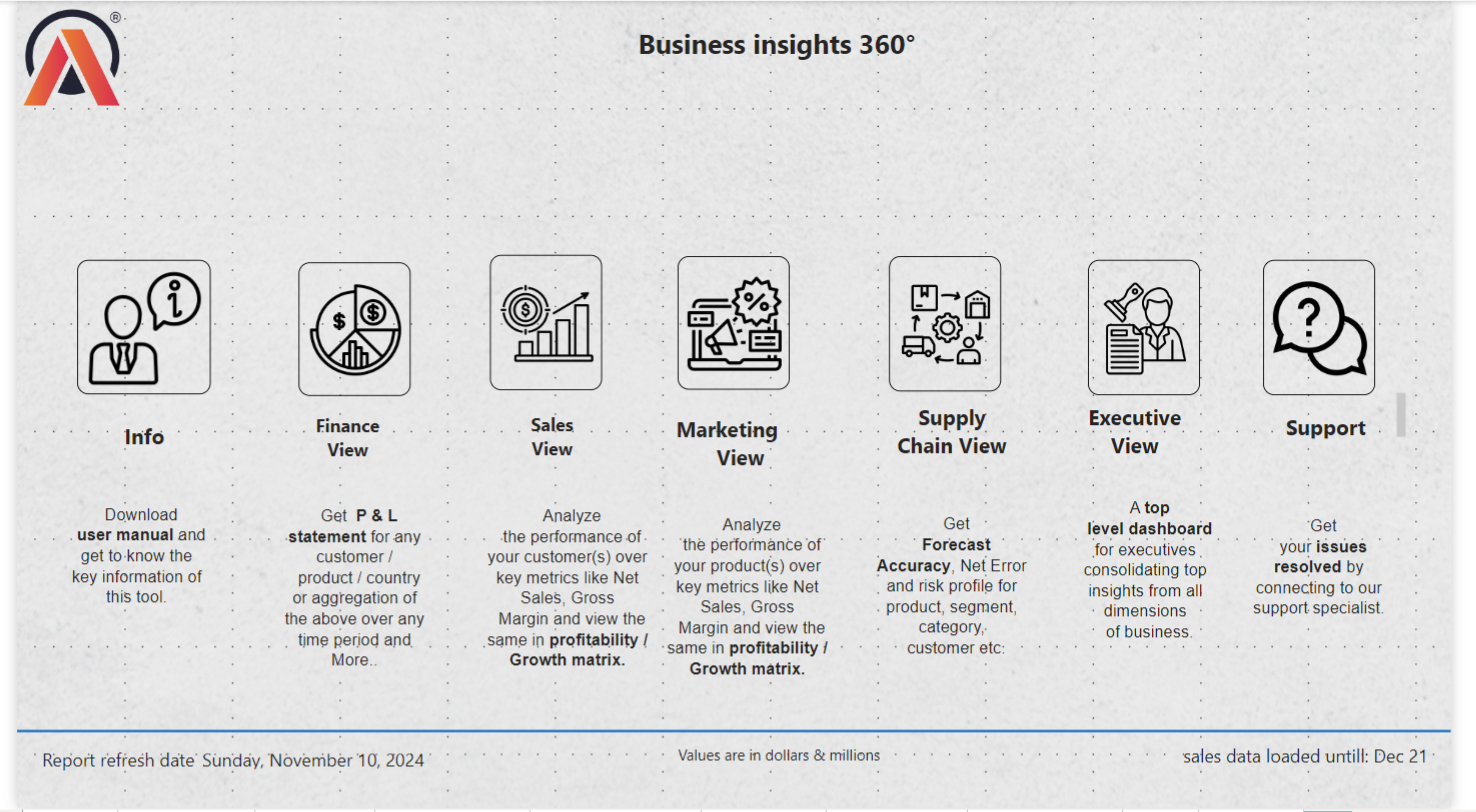 ®
Business insights 360°
Info
Download
user manual and
get to know the
key information of
this tool.
Finance
View
Get P & L
statement for any
customer /
product / country
or aggregation of
the above over any
time period and
More..
Sales
View
Analyze
the performance of
your customer(s) over
key metrics like Net
Sales, Gross
Margin and view the
same in profitability /
Growth matrix.
Marketing
View
Analyze
the performance of
your product(s) over
key metrics like Net
Sales, Gross
Margin and view the
same in profitability /
Growth matrix.
Supply
Chain View
Get
Forecast
Accuracy, Net Error
and risk profile for
product, segment,
category,
customer etc.
Executive
View
A top
level dashboard
for executives
consolidating top
insights from all
dimensions
of business.
Support
Get
your issues
resolved by
connecting to our
support specialist.
Report refresh date Sunday, November 10, 2024
Values are in dollars & millions
sales data loaded untill: Dec 21